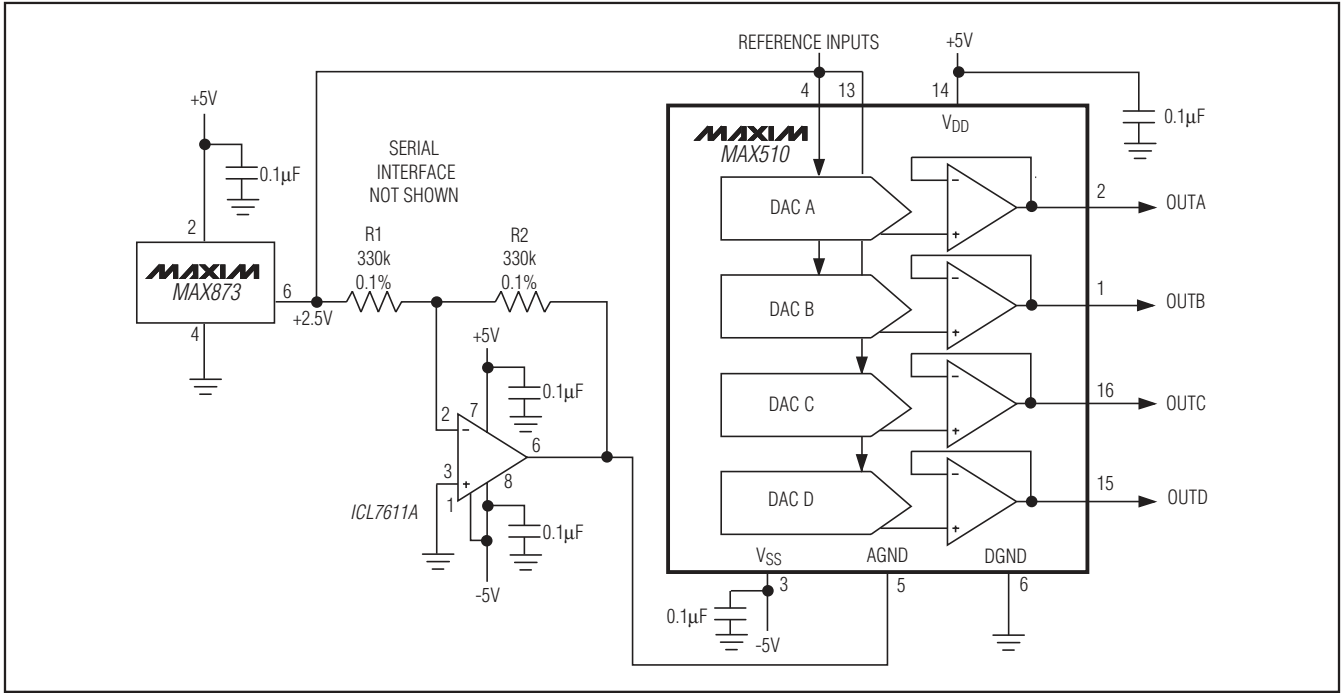 REFERENCE INPUTS
+5V
4
13
14
0.1µF
VDD
MAXIM
MAX510
+5V
0.1µF
SERIAL
INTERFACE
NOT SHOWN
2
MAXIM
MAX873
6
+2.5V
4
R1
330k
0.1%
R2
330k
0.1%
+5V
0.1µF
2
7
–
6
3
+
8
1
ICL7611A
0.1µF
-5V
DAC A
–
+
2
OUTA
DAC B
–
+
1
OUTB
DAC C
–
+
16
OUTC
DAC D
–
+
15
OUTD
VSS
AGND
DGND
3
5
6
0.1µF
-5V